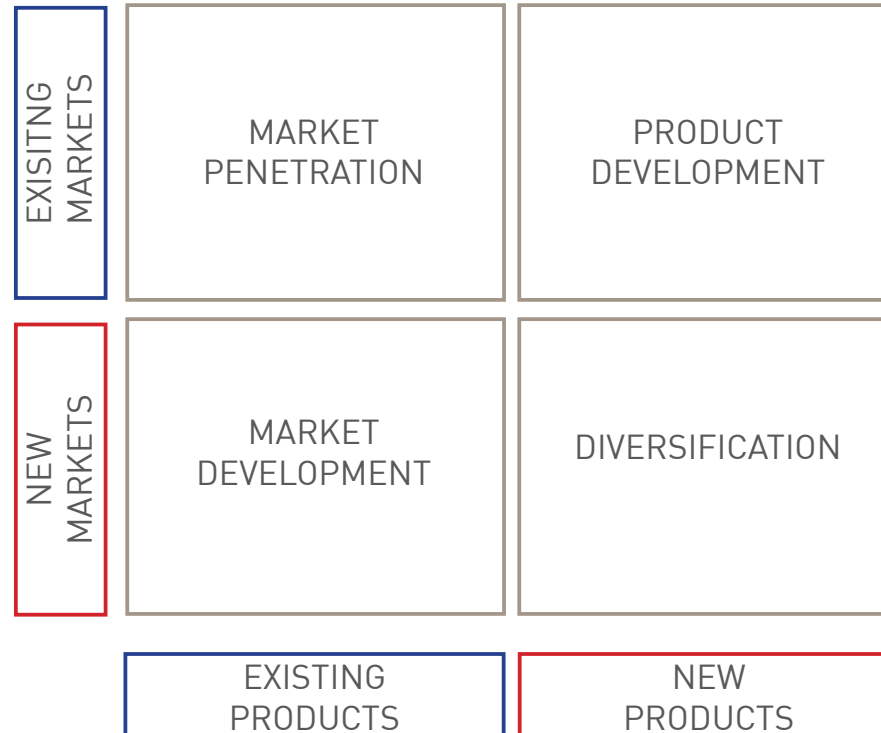 EXISITNG
MARKETS
MARKET
PENETRATION
PRODUCT
DEVELOPMENT
NEW
MARKETS
MARKET
DEVELOPMENT
DIVERSIFICATION
EXISTING
PRODUCTS
NEW
PRODUCTS